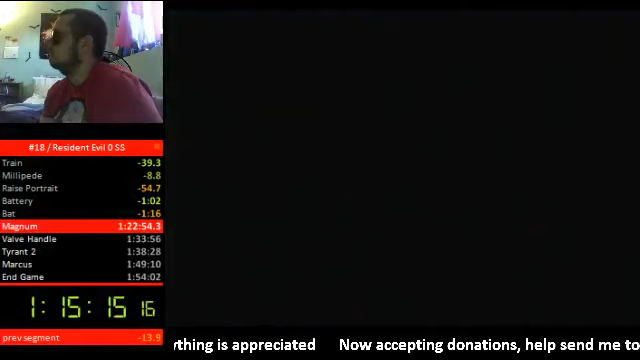 #18 / Resident Evil 0 SS
Train -39.3
Millipede -8.8
Raise Portrait -54.7
Battery -1:02
Bat -1:16
Magnum 1:22:54.3
Valve Handle 1:33:56
Tyrant 2 1:38:28
Marcus 1:49:10
End Game 1:54:02
1:15:15 16
prev segment -13.9
rything is appreciated Now accepting donations, help send me to